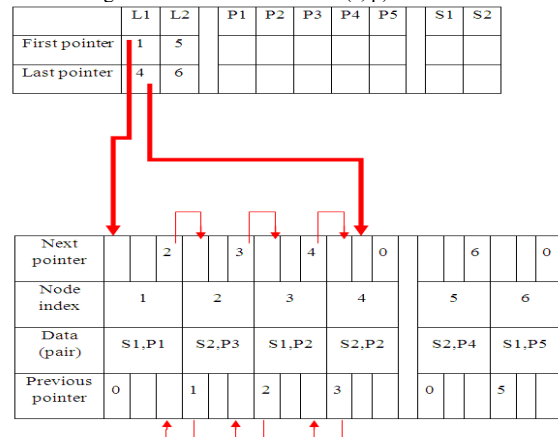 L1 L2 P1 P2 P3 P4 P5 S1 S2
First pointer 1 5
Last pointer 4 6
Next pointer 2 3 4 0 6 0
Node index 1 2 3 4 5 6
Data (pair) S1,P1 S2,P3 S1,P2 S2,P2 S2,P4 S1,P5
Previous pointer 0 1 2 3 0 5